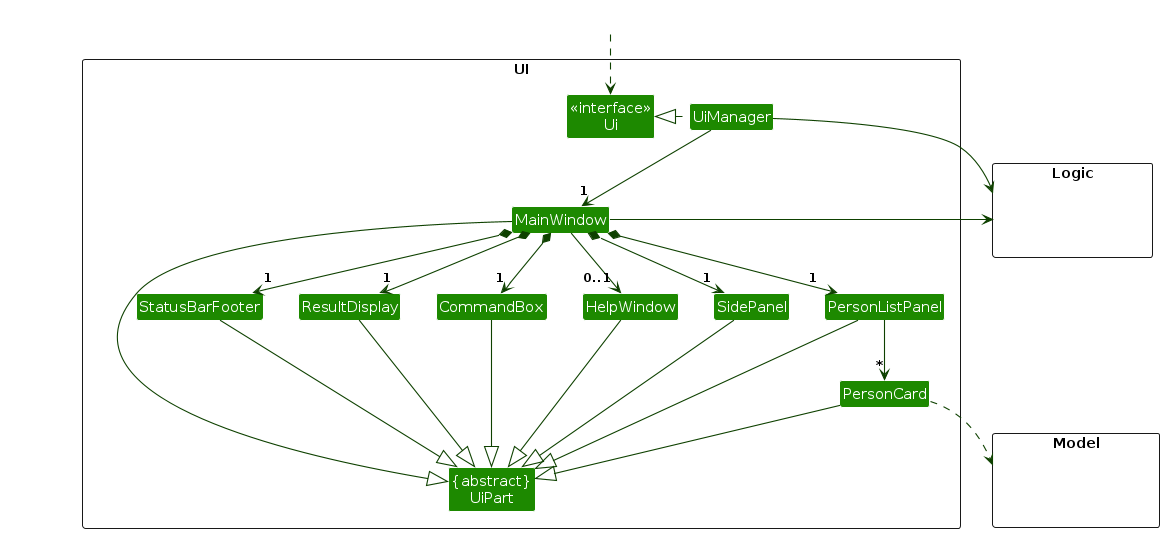 UI
«interface»
Ui
UiManager
Logic
1
MainWindow
1
1
1
0..1
1
1
StatusBarFooter
ResultDisplay
CommandBox
HelpWindow
SidePanel
PersonListPanel
*
PersonCard
Model
{abstract}
UiPart